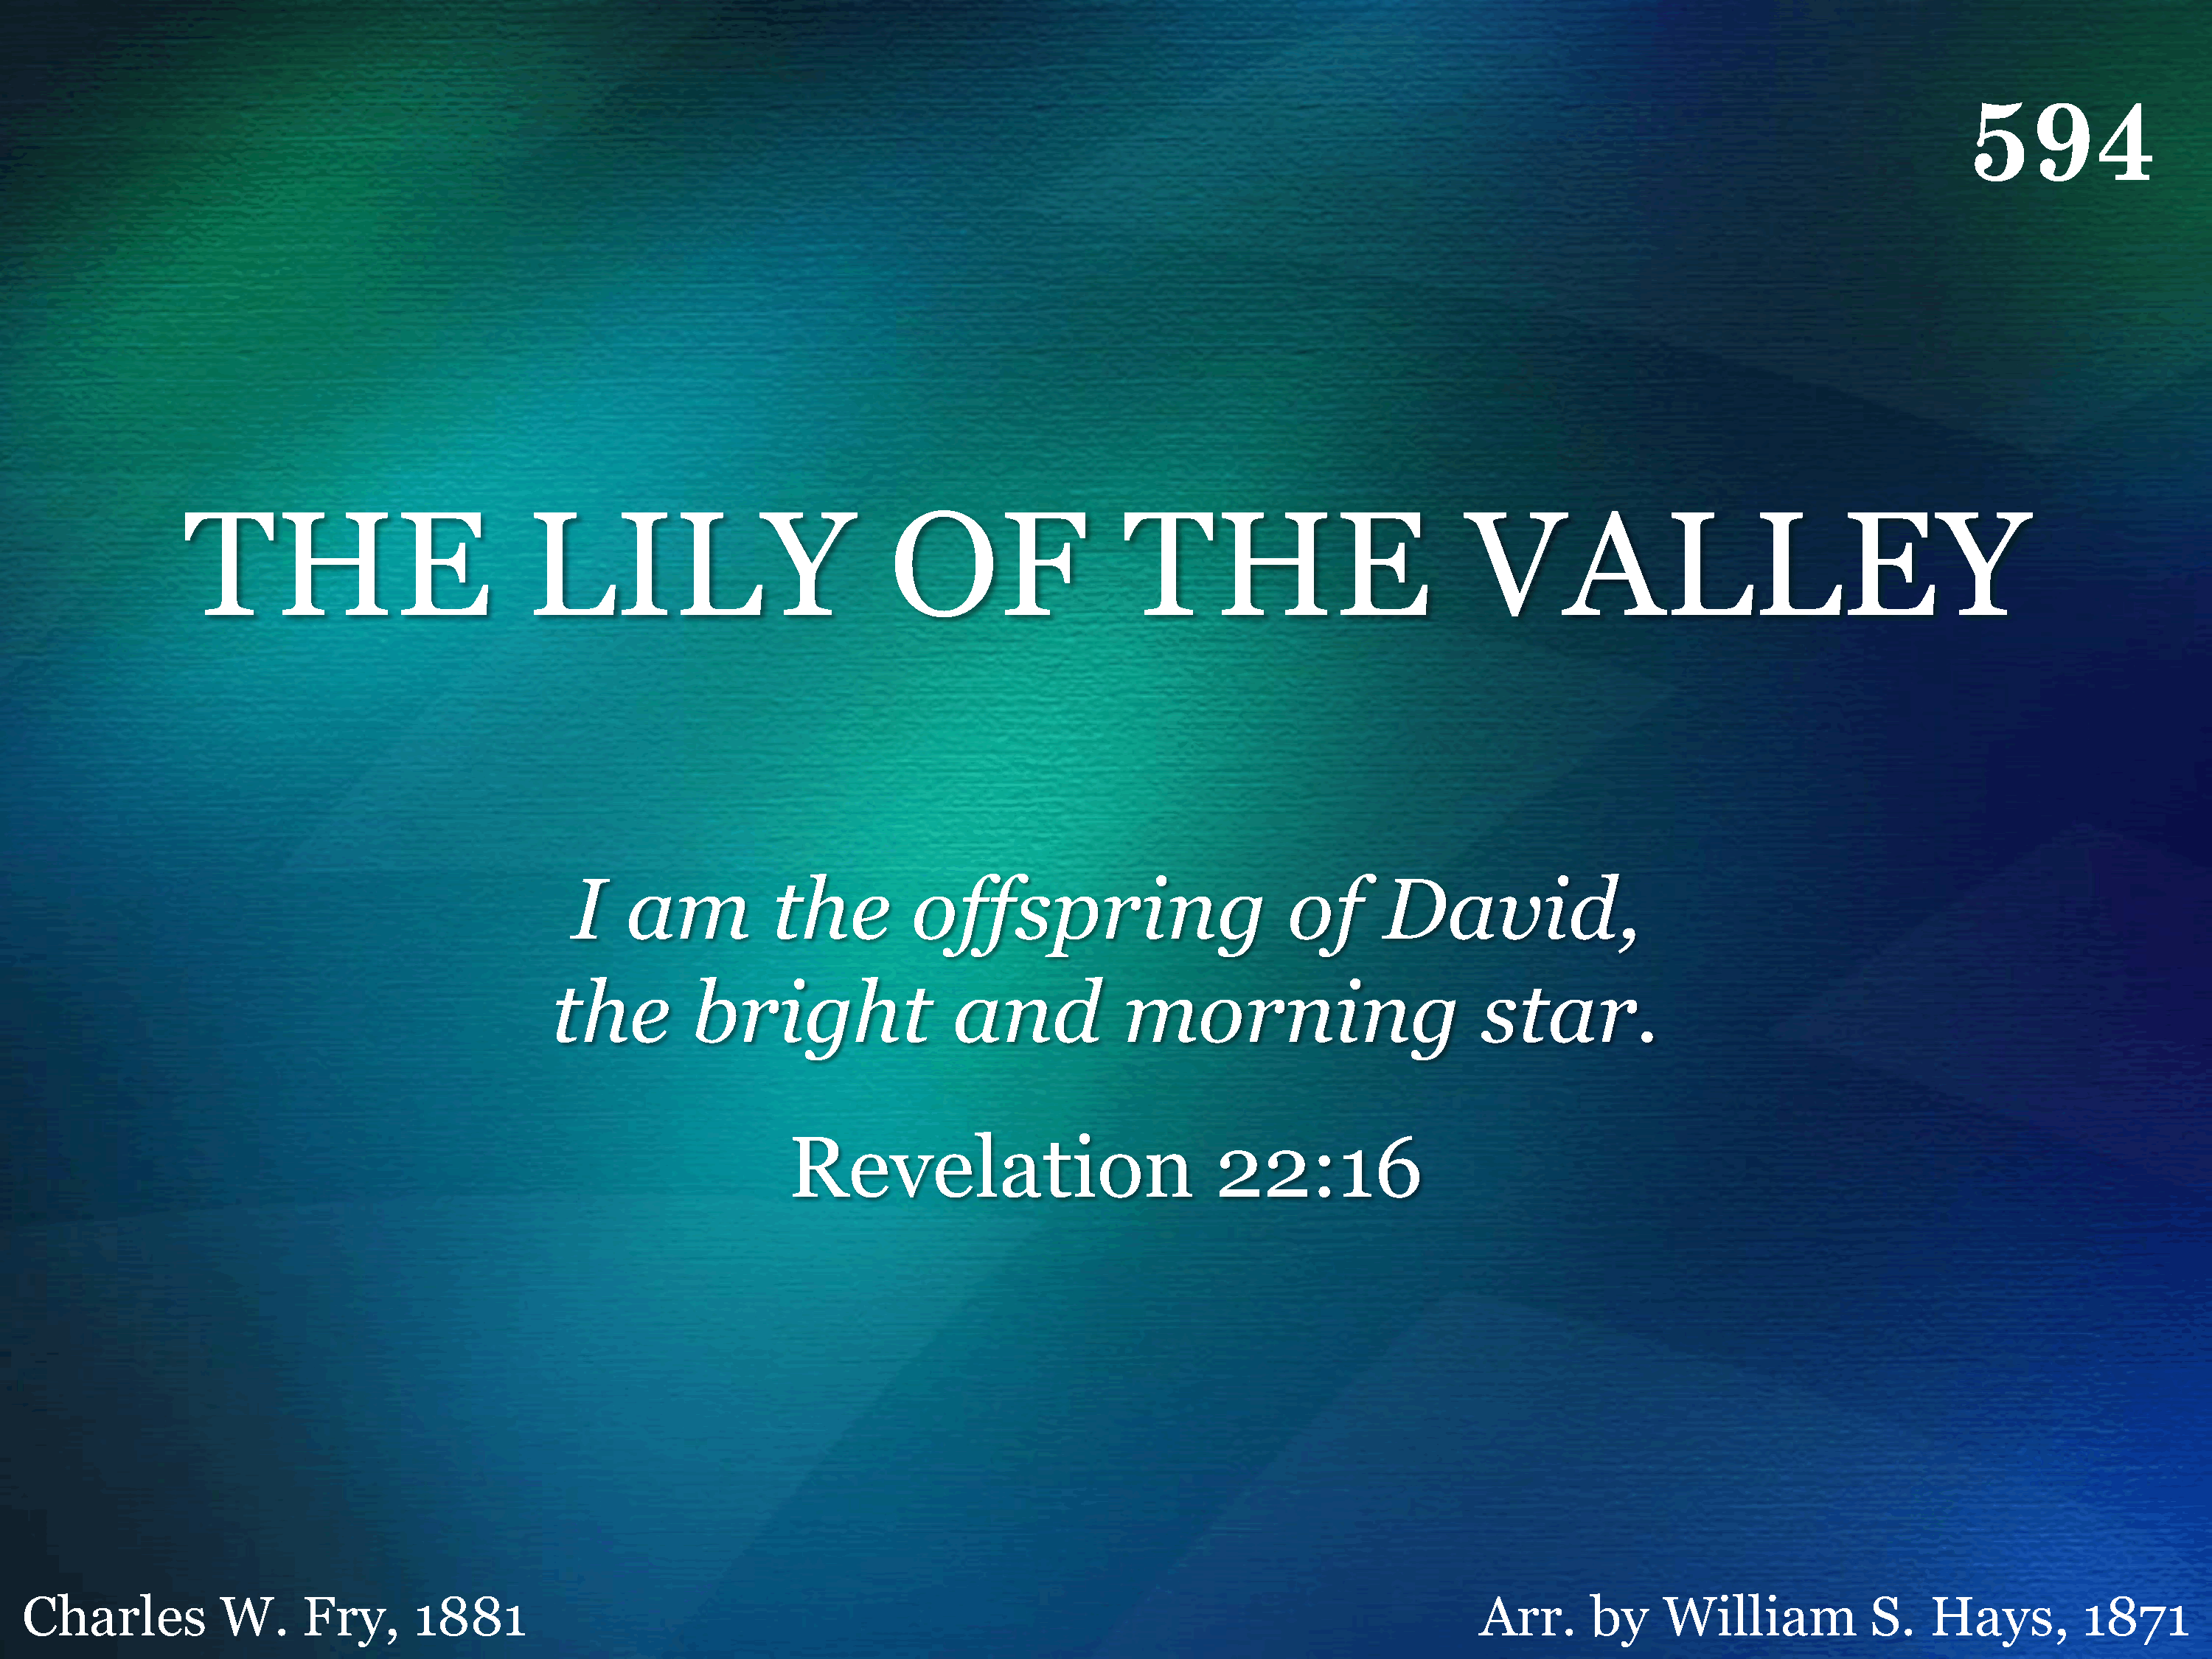 594
THE LILY OF THE VALLEY
I am the offspring of David,
the bright and morning star.
Revelation 22:16
Charles W. Fry, 1881
Arr. by William S. Hays, 1871